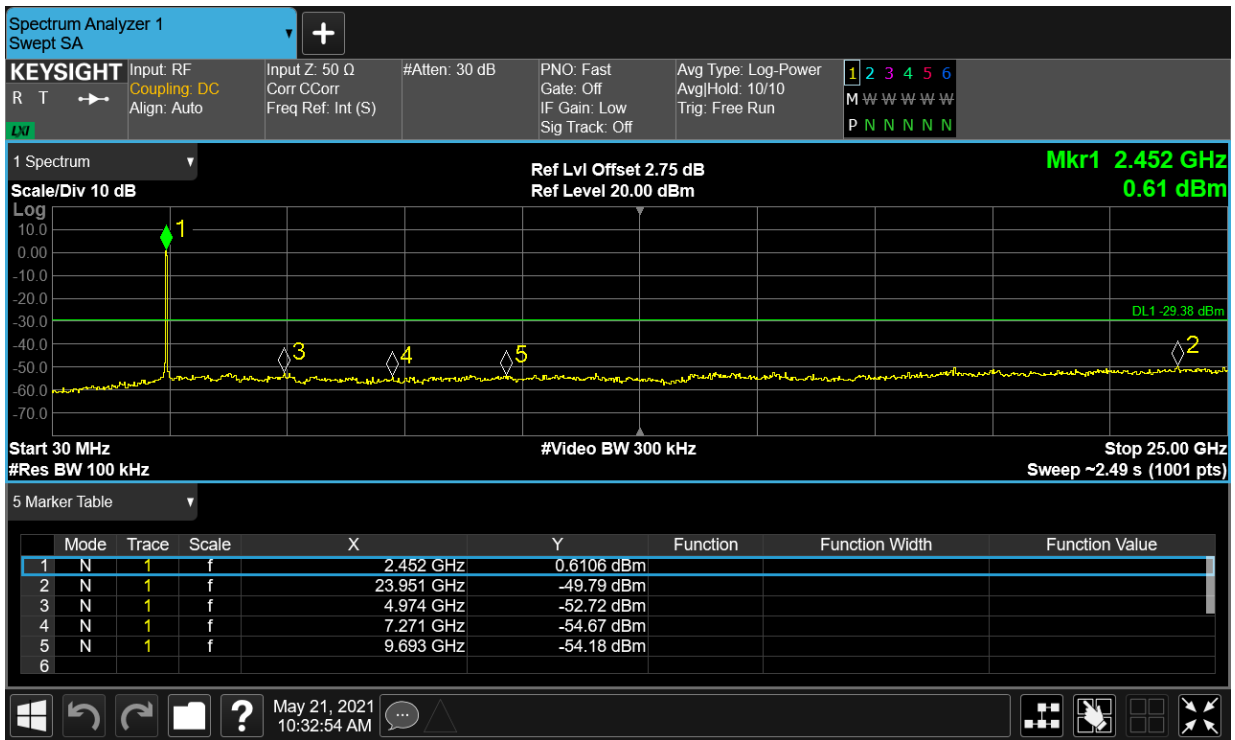 Spectrum Analyzer 1
Swept SA
KEYSIGHT
R T
LXI
Input: RF
Coupling: DC
Align: Auto
Input Z: 50 Ω
Corr CCorr
Freq Ref: Int (S)
#Atten: 30 dB
PNO: Fast
Gate: Off
IF Gain: Low
Sig Track: Off
Avg Type: Log-Power
Avg|Hold: 10/10
Trig: Free Run
1 2 3 4 5 6
M W W W W W
P N N N N N
1 Spectrum
Scale/Div 10 dB
Ref Lvl Offset 2.75 dB
Ref Level 20.00 dBm
Mkr1 2.452 GHz
0.61 dBm
Log
10.0
0.00
-10.0
-20.0
-30.0
-40.0
-50.0
-60.0
-70.0
1
DL1 -29.38 dBm
3
4
5
2
Start 30 MHz
#Res BW 100 kHz
#Video BW 300 kHz
Stop 25.00 GHz
Sweep ~2.49 s (1001 pts)
5 Marker Table
Mode Trace Scale X Y Function Function Width Function Value
1 N 1 f 2.452 GHz 0.6106 dBm
2 N 1 f 23.951 GHz -49.79 dBm
3 N 1 f 4.974 GHz -52.72 dBm
4 N 1 f 7.271 GHz -54.67 dBm
5 N 1 f 9.693 GHz -54.18 dBm
6
?
May 21, 2021
10:32:54 AM